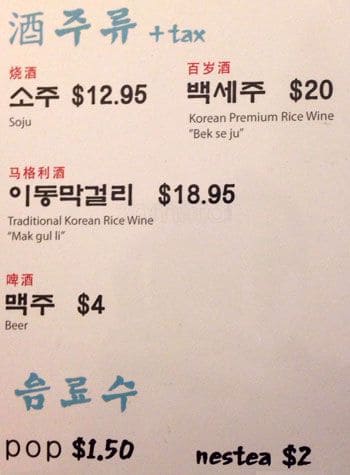 酒 주류 +tax
烧酒
소주 $12.95
Soju
百岁酒
백세주 $20
Korean Premium Rice Wine
"Bek se ju"
马格利酒
이동막걸리 $18.95
Traditional Korean Rice Wine
"Mak gul li"
啤酒
맥주 $4
Beer
음료수
pop $1.50
nestea $2